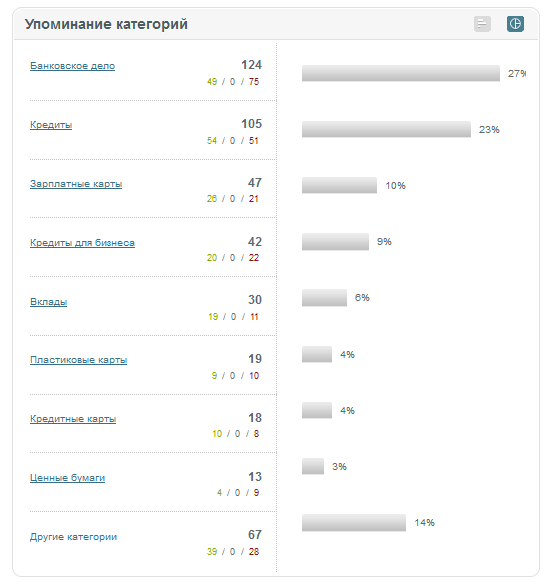 Упоминание категорий
Банковское дело 124 27%
49 / 0 / 75
Кредиты 105 23%
54 / 0 / 51
Зарплатные карты 47 10%
26 / 0 / 21
Кредиты для бизнеса 42 9%
20 / 0 / 22
Вклады 30 6%
19 / 0 / 11
Пластиковые карты 19 4%
9 / 0 / 10
Кредитные карты 18 4%
10 / 0 / 8
Ценные бумаги 13 3%
4 / 0 / 9
Другие категории 67 14%
39 / 0 / 28